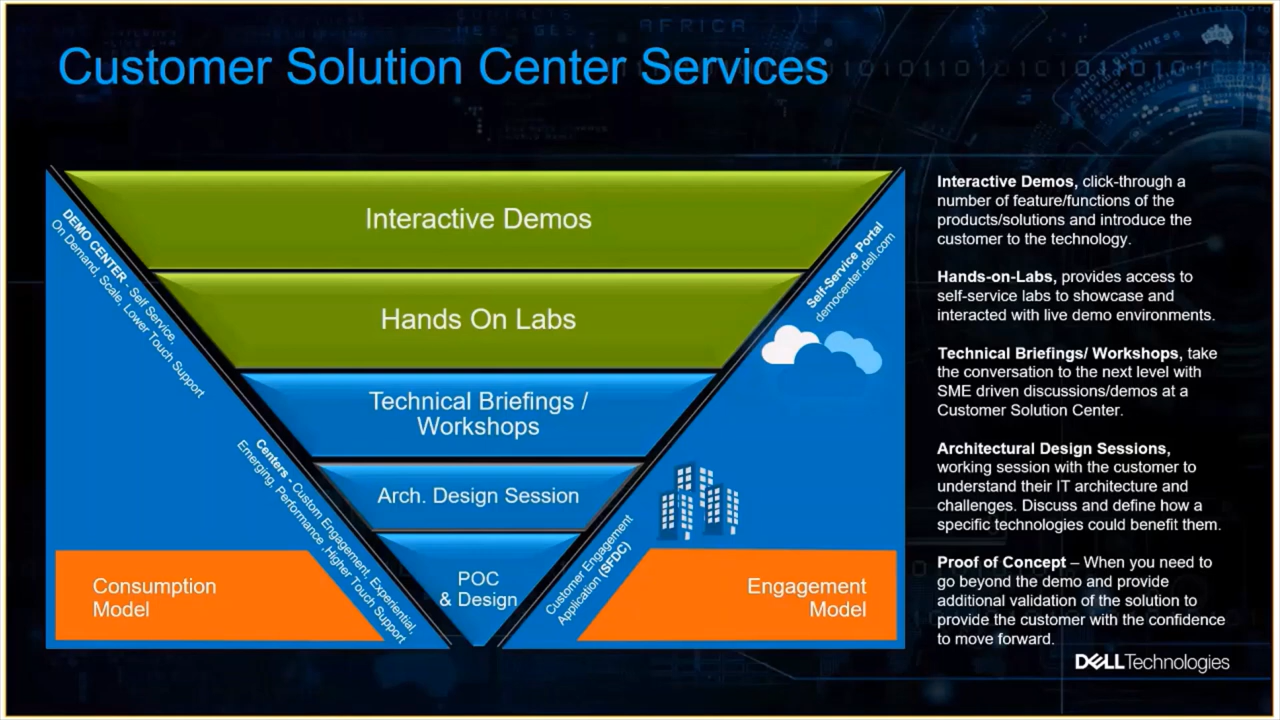 Customer Solution Center Services
AFRICA
Interactive Demos
Hands On Labs
Technical Briefings /
Workshops
Arch. Design Session
POC
& Design
DEMO CENTER - Self Service,
On Demand, Scale, Lower Touch Support
Centers - Custom Engagement, Experiential,
Emerging, Performance ,Higher Touch Support
Self-Service Portal
democenter.dell.com
Customer Engagement
Application (SFDC)
Consumption
Model
Engagement
Model
Interactive Demos, click-through a
number of feature/functions of the
products/solutions and introduce the
customer to the technology.
Hands-on-Labs, provides access to
self-service labs to showcase and
interacted with live demo environments.
Technical Briefings/ Workshops, take
the conversation to the next level with
SME driven discussions/demos at a
Customer Solution Center.
Architectural Design Sessions,
working session with the customer to
understand their IT architecture and
challenges. Discuss and define how a
specific technologies could benefit them.
Proof of Concept – When you need to
go beyond the demo and provide
additional validation of the solution to
provide the customer with the confidence
to move forward.
DELLTechnologies